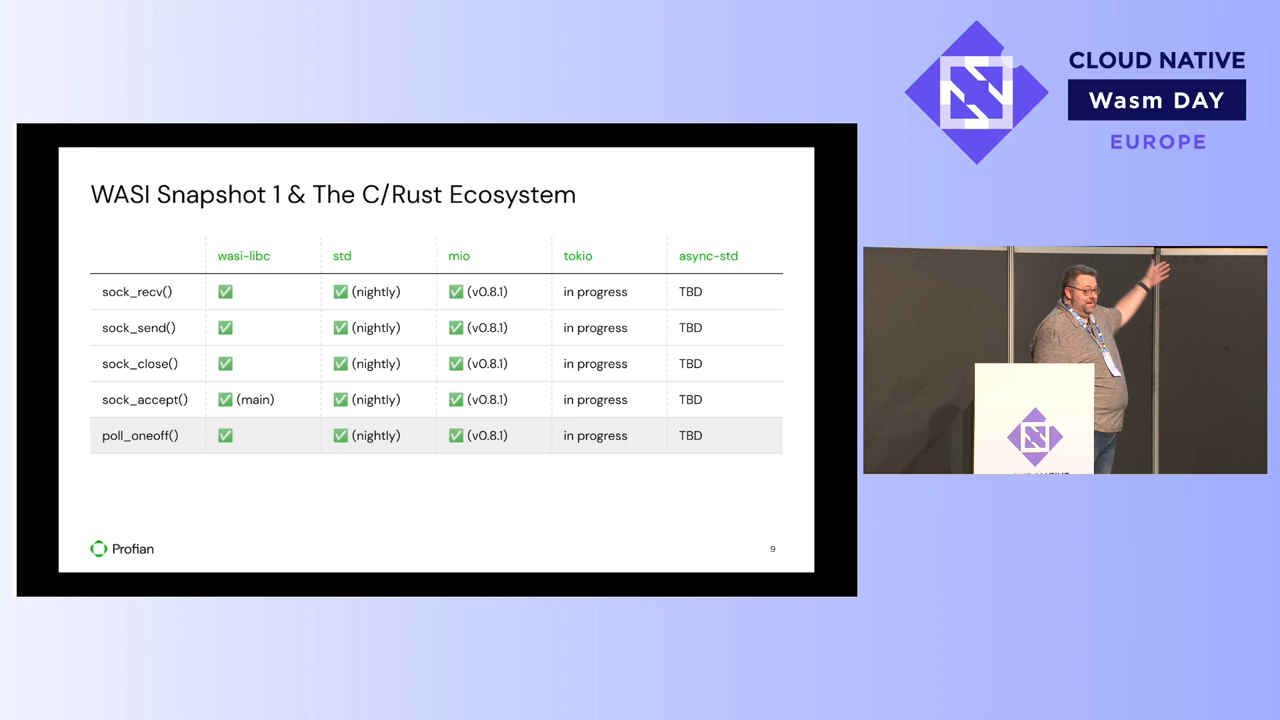 CLOUD NATIVE
Wasm DAY
EUROPE
WASI Snapshot 1 & The C/Rust Ecosystem
wasi-libc std mio tokio async-std
sock_recv() ✅ ✅ (nightly) ✅ (v0.8.1) in progress TBD
sock_send() ✅ ✅ (nightly) ✅ (v0.8.1) in progress TBD
sock_close() ✅ ✅ (nightly) ✅ (v0.8.1) in progress TBD
sock_accept() ✅ (main) ✅ (nightly) ✅ (v0.8.1) in progress TBD
poll_oneoff() ✅ ✅ (nightly) ✅ (v0.8.1) in progress TBD
Profian
9